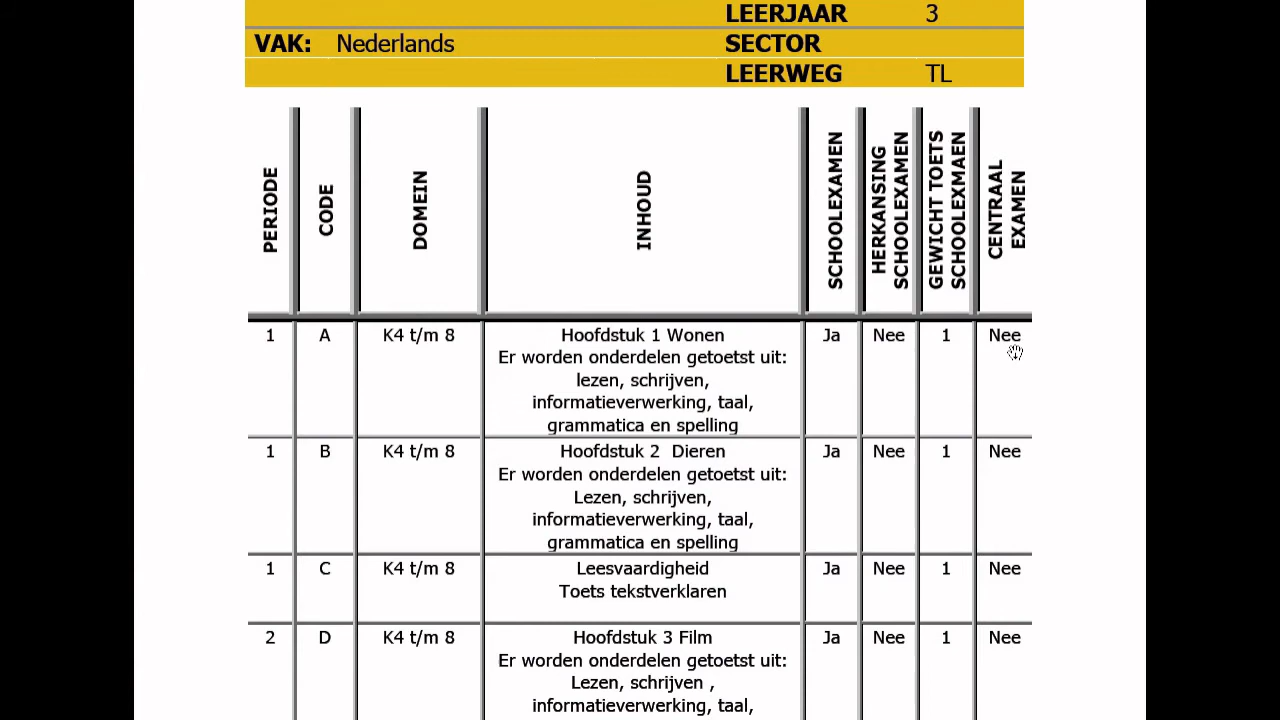 LEERJAAR 3
VAK: Nederlands SECTOR
LEERWEG TL
PERIODE CODE DOMEIN INHOUD SCHOOLEXAMEN HERKANSING SCHOOLEXAMEN GEWICHT TOETS SCHOOLEXMAEN CENTRAAL EXAMEN
1 A K4 t/m 8 Hoofdstuk 1 Wonen Ja Nee 1 Nee
Er worden onderdelen getoetst uit:
lezen, schrijven,
informatieverwerking, taal,
grammatica en spelling
1 B K4 t/m 8 Hoofdstuk 2 Dieren Ja Nee 1 Nee
Er worden onderdelen getoetst uit:
Lezen, schrijven,
informatieverwerking, taal,
grammatica en spelling
1 C K4 t/m 8 Leesvaardigheid Ja Nee 1 Nee
Toets tekstverklaren
2 D K4 t/m 8 Hoofdstuk 3 Film Ja Nee 1 Nee
Er worden onderdelen getoetst uit:
Lezen, schrijven ,
informatieverwerking, taal,